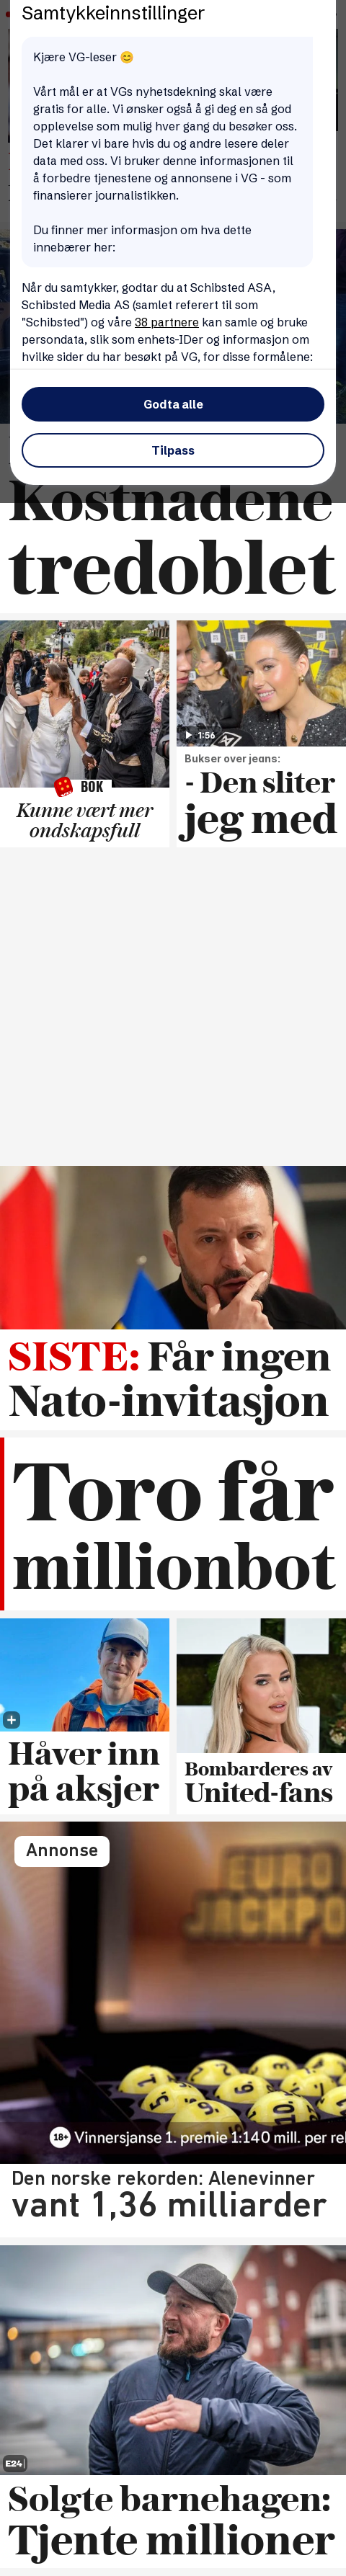 Samtykkeinnstillinger
Kjære VG-leser 😊
Vårt mål er at VGs nyhetsdekning skal være
gratis for alle. Vi ønsker også å gi deg en så god
opplevelse som mulig hver gang du besøker oss.
Det klarer vi bare hvis du og andre lesere deler
data med oss. Vi bruker denne informasjonen til
å forbedre tjenestene og annonsene i VG - som
finansierer journalistikken.
Du finner mer informasjon om hva dette
innebærer her:
Når du samtykker, godtar du at Schibsted ASA,
Schibsted Media AS (samlet referert til som
"Schibsted") og våre 38 partnere kan samle og bruke
persondata, slik som enhets-IDer og informasjon om
hvilke sider du har besøkt på VG, for disse formålene:
Godta alle
Tilpass
Kostnadene
tredoblet
BOK
Kunne vært mer
ondskapsfull
1:56
Bukser over jeans:
- Den sliter
jeg med
SISTE: Får ingen
Nato-invitasjon
Toro får
millionbot
Håver inn
på aksjer
Bombarderes av
United-fans
Annonse
EURO
JACKPO
18+ Vinnersjanse 1. premie 1:140 mill. per rek
Den norske rekorden: Alenevinner
vant 1,36 milliarder
E24
Solgte barnehagen:
Tjente millioner